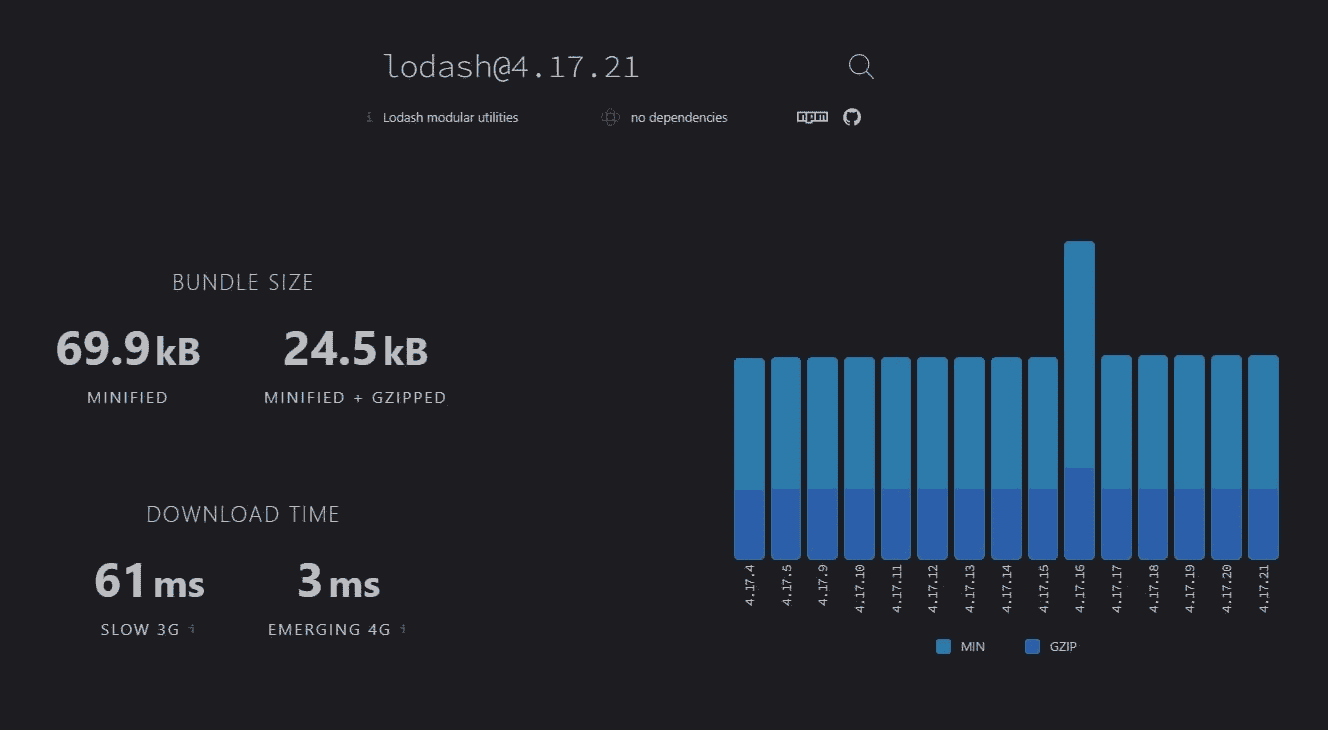 lodash@4.17.21
i Lodash modular utilities no dependencies npm
BUNDLE SIZE
69.9 kB 24.5 kB
MINIFIED MINIFIED + GZIPPED
DOWNLOAD TIME
61 ms 3 ms
SLOW 3G i EMERGING 4G i
4.17.4 4.17.5 4.17.9 4.17.10 4.17.11 4.17.12 4.17.13 4.17.14 4.17.15 4.17.16 4.17.17 4.17.18 4.17.19 4.17.20 4.17.21
MIN GZIP